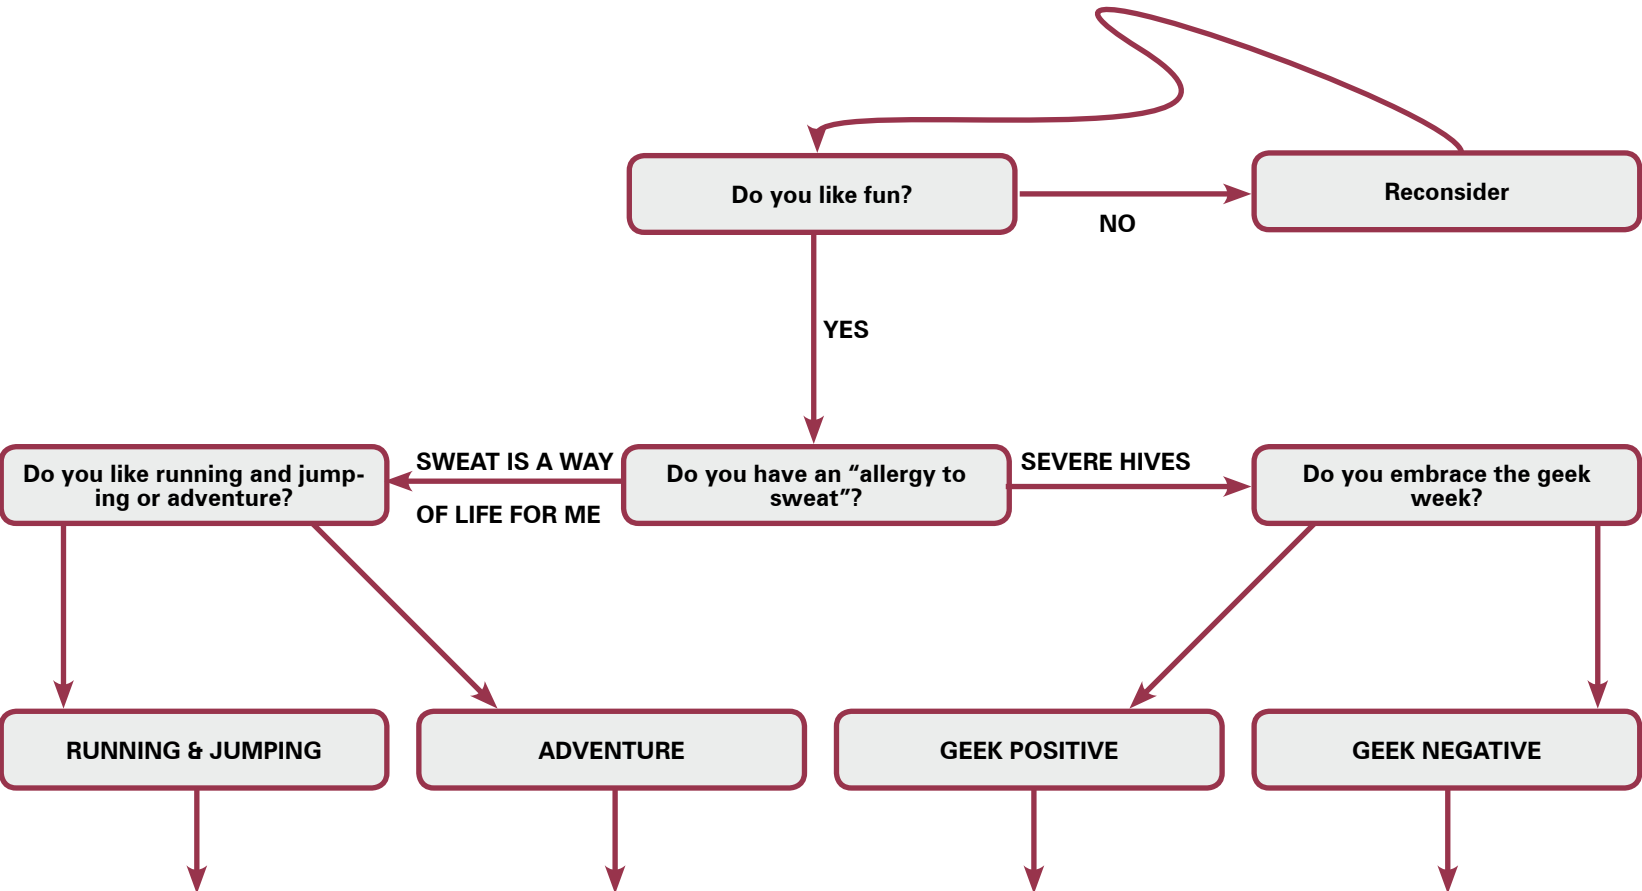 Do you like fun?
Reconsider
NO
YES
Do you like running and jump-
ing or adventure?
SWEAT IS A WAY
OF LIFE FOR ME
Do you have an “allergy to
sweat”?
SEVERE HIVES
Do you embrace the geek
week?
RUNNING & JUMPING
ADVENTURE
GEEK POSITIVE
GEEK NEGATIVE